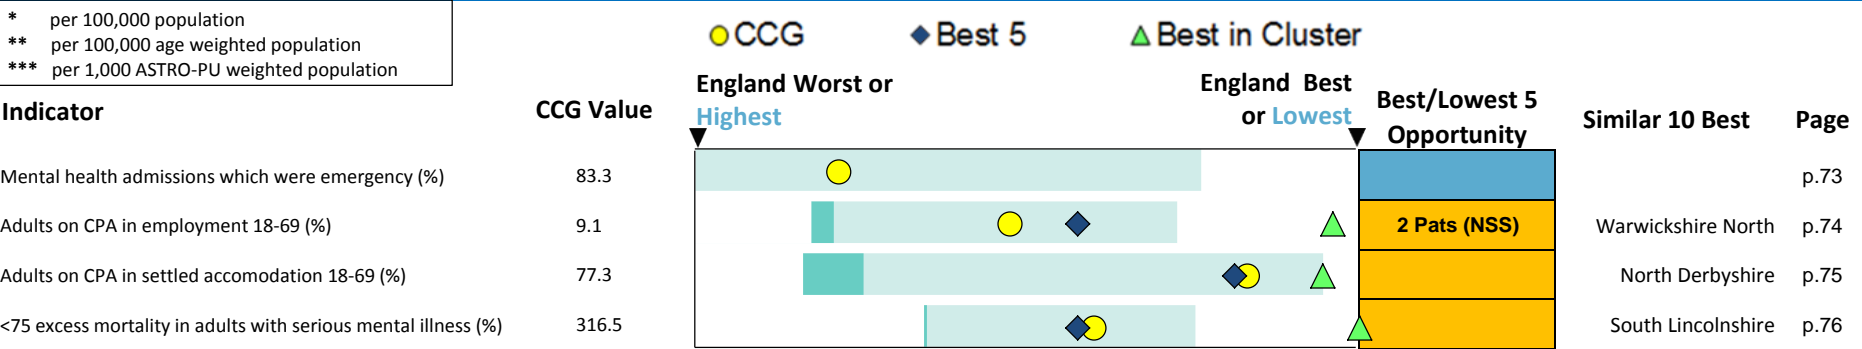 * per 100,000 population
** per 100,000 age weighted population
*** per 1,000 ASTRO-PU weighted population
CCG Best 5 Best in Cluster
Indicator CCG Value England Worst or Highest England Best or Lowest Best/Lowest 5 Opportunity Similar 10 Best Page
Mental health admissions which were emergency (%) 83.3 p.73
Adults on CPA in employment 18-69 (%) 9.1 2 Pats (NSS) Warwickshire North p.74
Adults on CPA in settled accomodation 18-69 (%) 77.3 North Derbyshire p.75
<75 excess mortality in adults with serious mental illness (%) 316.5 South Lincolnshire p.76